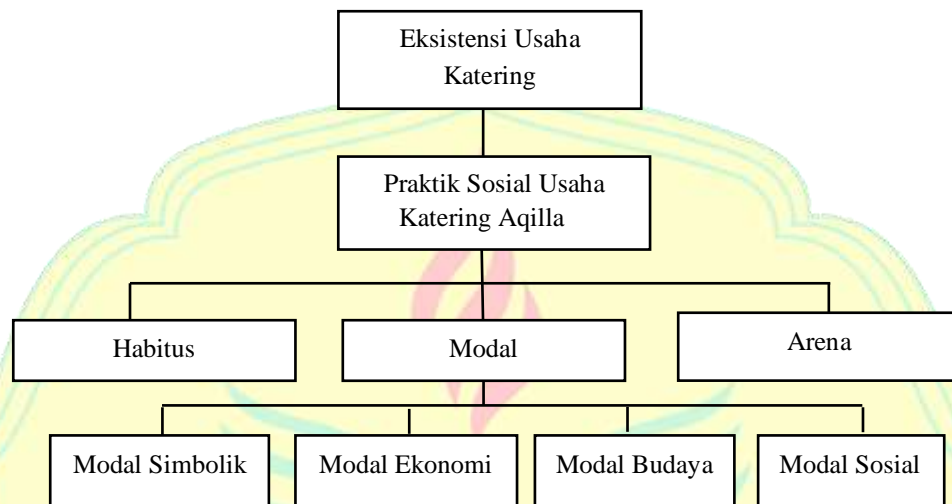 Eksistensi Usaha
Katering
Praktik Sosial Usaha
Katering Aqilla
Habitus
Modal
Arena
Modal Simbolik
Modal Ekonomi
Modal Budaya
Modal Sosial